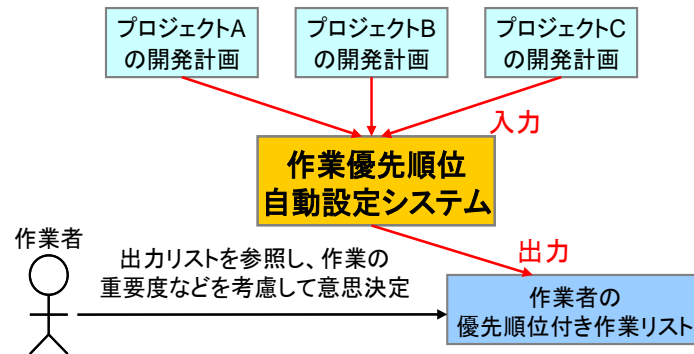 プロジェクトA
の開発計画
プロジェクトB
の開発計画
プロジェクトC
の開発計画
入力
作業優先順位
自動設定システム
出力
作業者
出力リストを参照し、作業の
重要度などを考慮して意思決定
作業者の
優先順位付き作業リスト